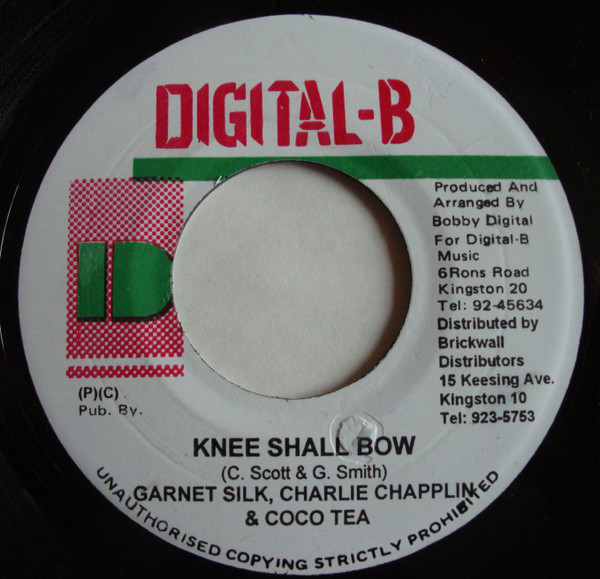 DIGITAL-B
Produced And
Arranged By
Bobby Digital
For Digital-B
Music
6Rons Road
Kingston 20
Tel: 92-45634
Distributed by
Brickwall
Distributors
15 Keesing Ave.
Kingston 10
Tel: 923-5753
D
(P)(C)
Pub. By.
KNEE SHALL BOW
(C. Scott & G. Smith)
GARNET SILK, CHARLIE CHAPPLIN
& COCO TEA
UNAUTHORISED COPYING STRICTLY PROHIBITED